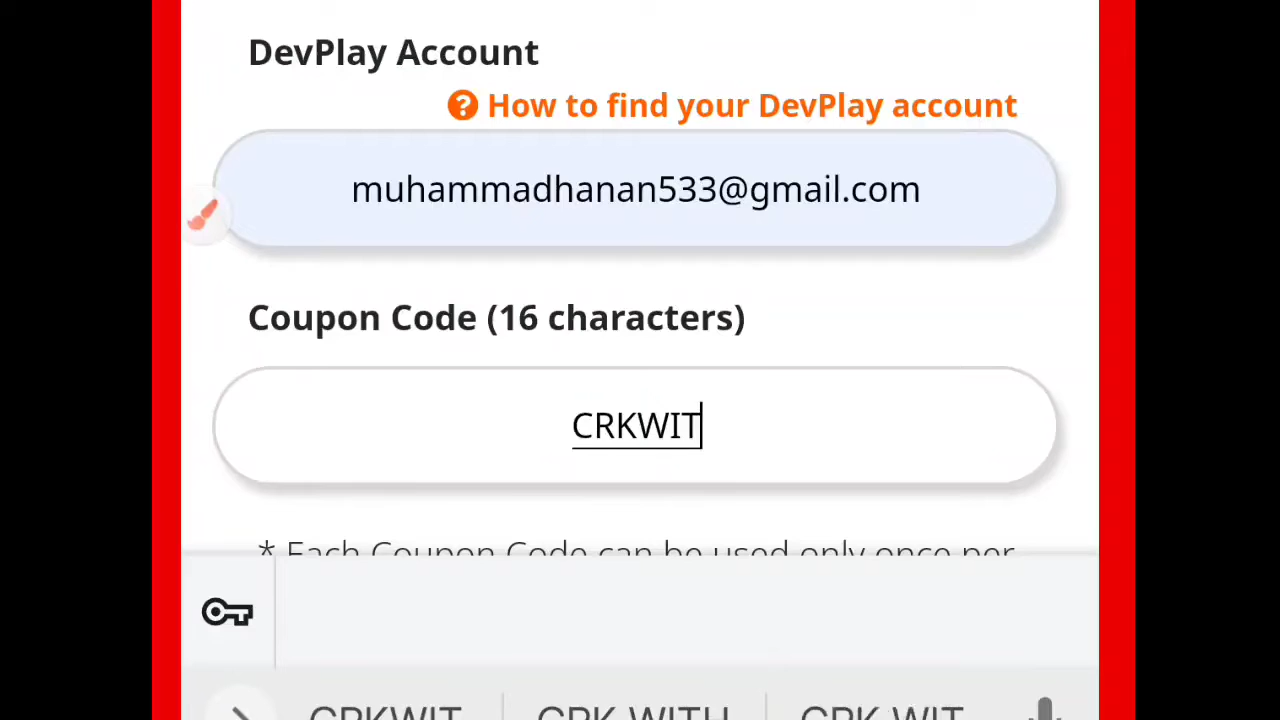 DevPlay Account
How to find your DevPlay account
muhammadhanan533@gmail.com
Coupon Code (16 characters)
CRKWIT
* Each Coupon Code can be used only once per
CRKWIT CRK WITH CRK WIT